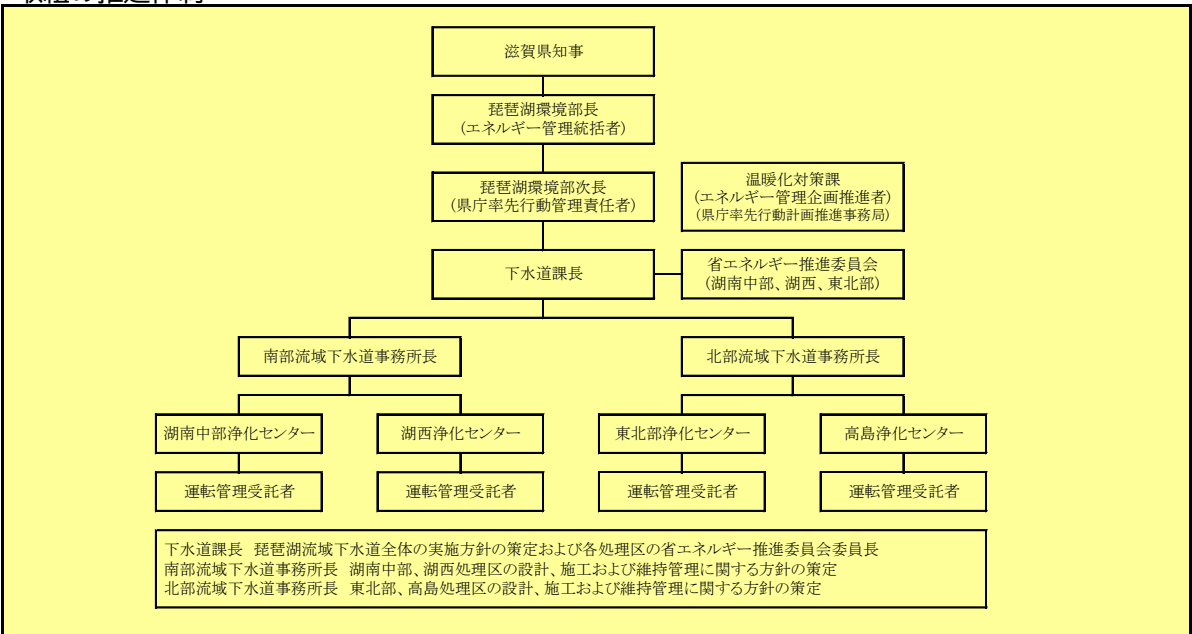 滋賀県知事
琵琶湖環境部長
(エネルギー管理統括者)
琵琶湖環境部次長
(県庁率先行動管理責任者)
温暖化対策課
(エネルギー管理企画推進者)
(県庁率先行動計画推進事務局)
下水道課長
省エネルギー推進委員会
(湖南中部、湖西、東北部)
南部流域下水道事務所長
北部流域下水道事務所長
湖南中部浄化センター
湖西浄化センター
東北部浄化センター
高島浄化センター
運転管理受託者
運転管理受託者
運転管理受託者
運転管理受託者
下水道課長 琵琶湖流域下水道全体の実施方針の策定および各処理区の省エネルギー推進委員会委員長
南部流域下水道事務所長 湖南中部、湖西処理区の設計、施工および維持管理に関する方針の策定
北部流域下水道事務所長 東北部、高島処理区の設計、施工および維持管理に関する方針の策定